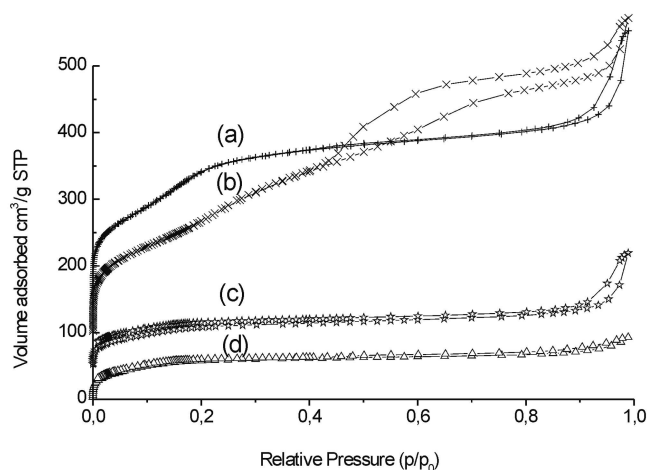 500
400
300
200
100
0
Volume adsorbed cm³/g STP
(a)
(b)
(c)
(d)
0,0 0,2 0,4 0,6 0,8 1,0
Relative Pressure (p/p₀)